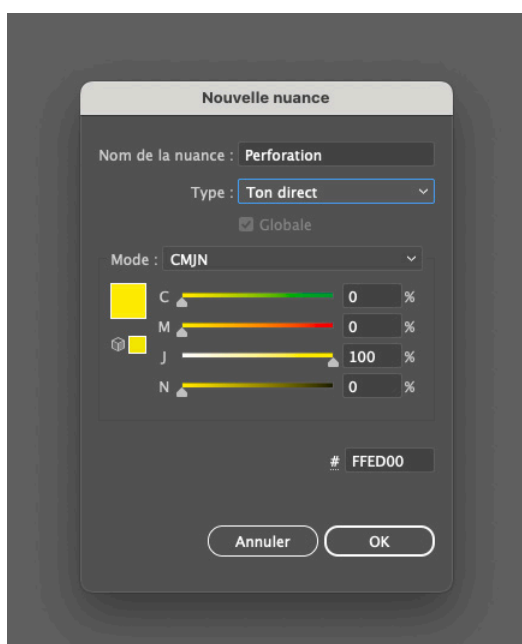 Nouvelle nuance
Nom de la nuance : Perforation
Type : Ton direct
Globale
Mode : CMJN
C 0 %
M 0 %
J 100 %
N 0 %
# FFED00
Annuler OK